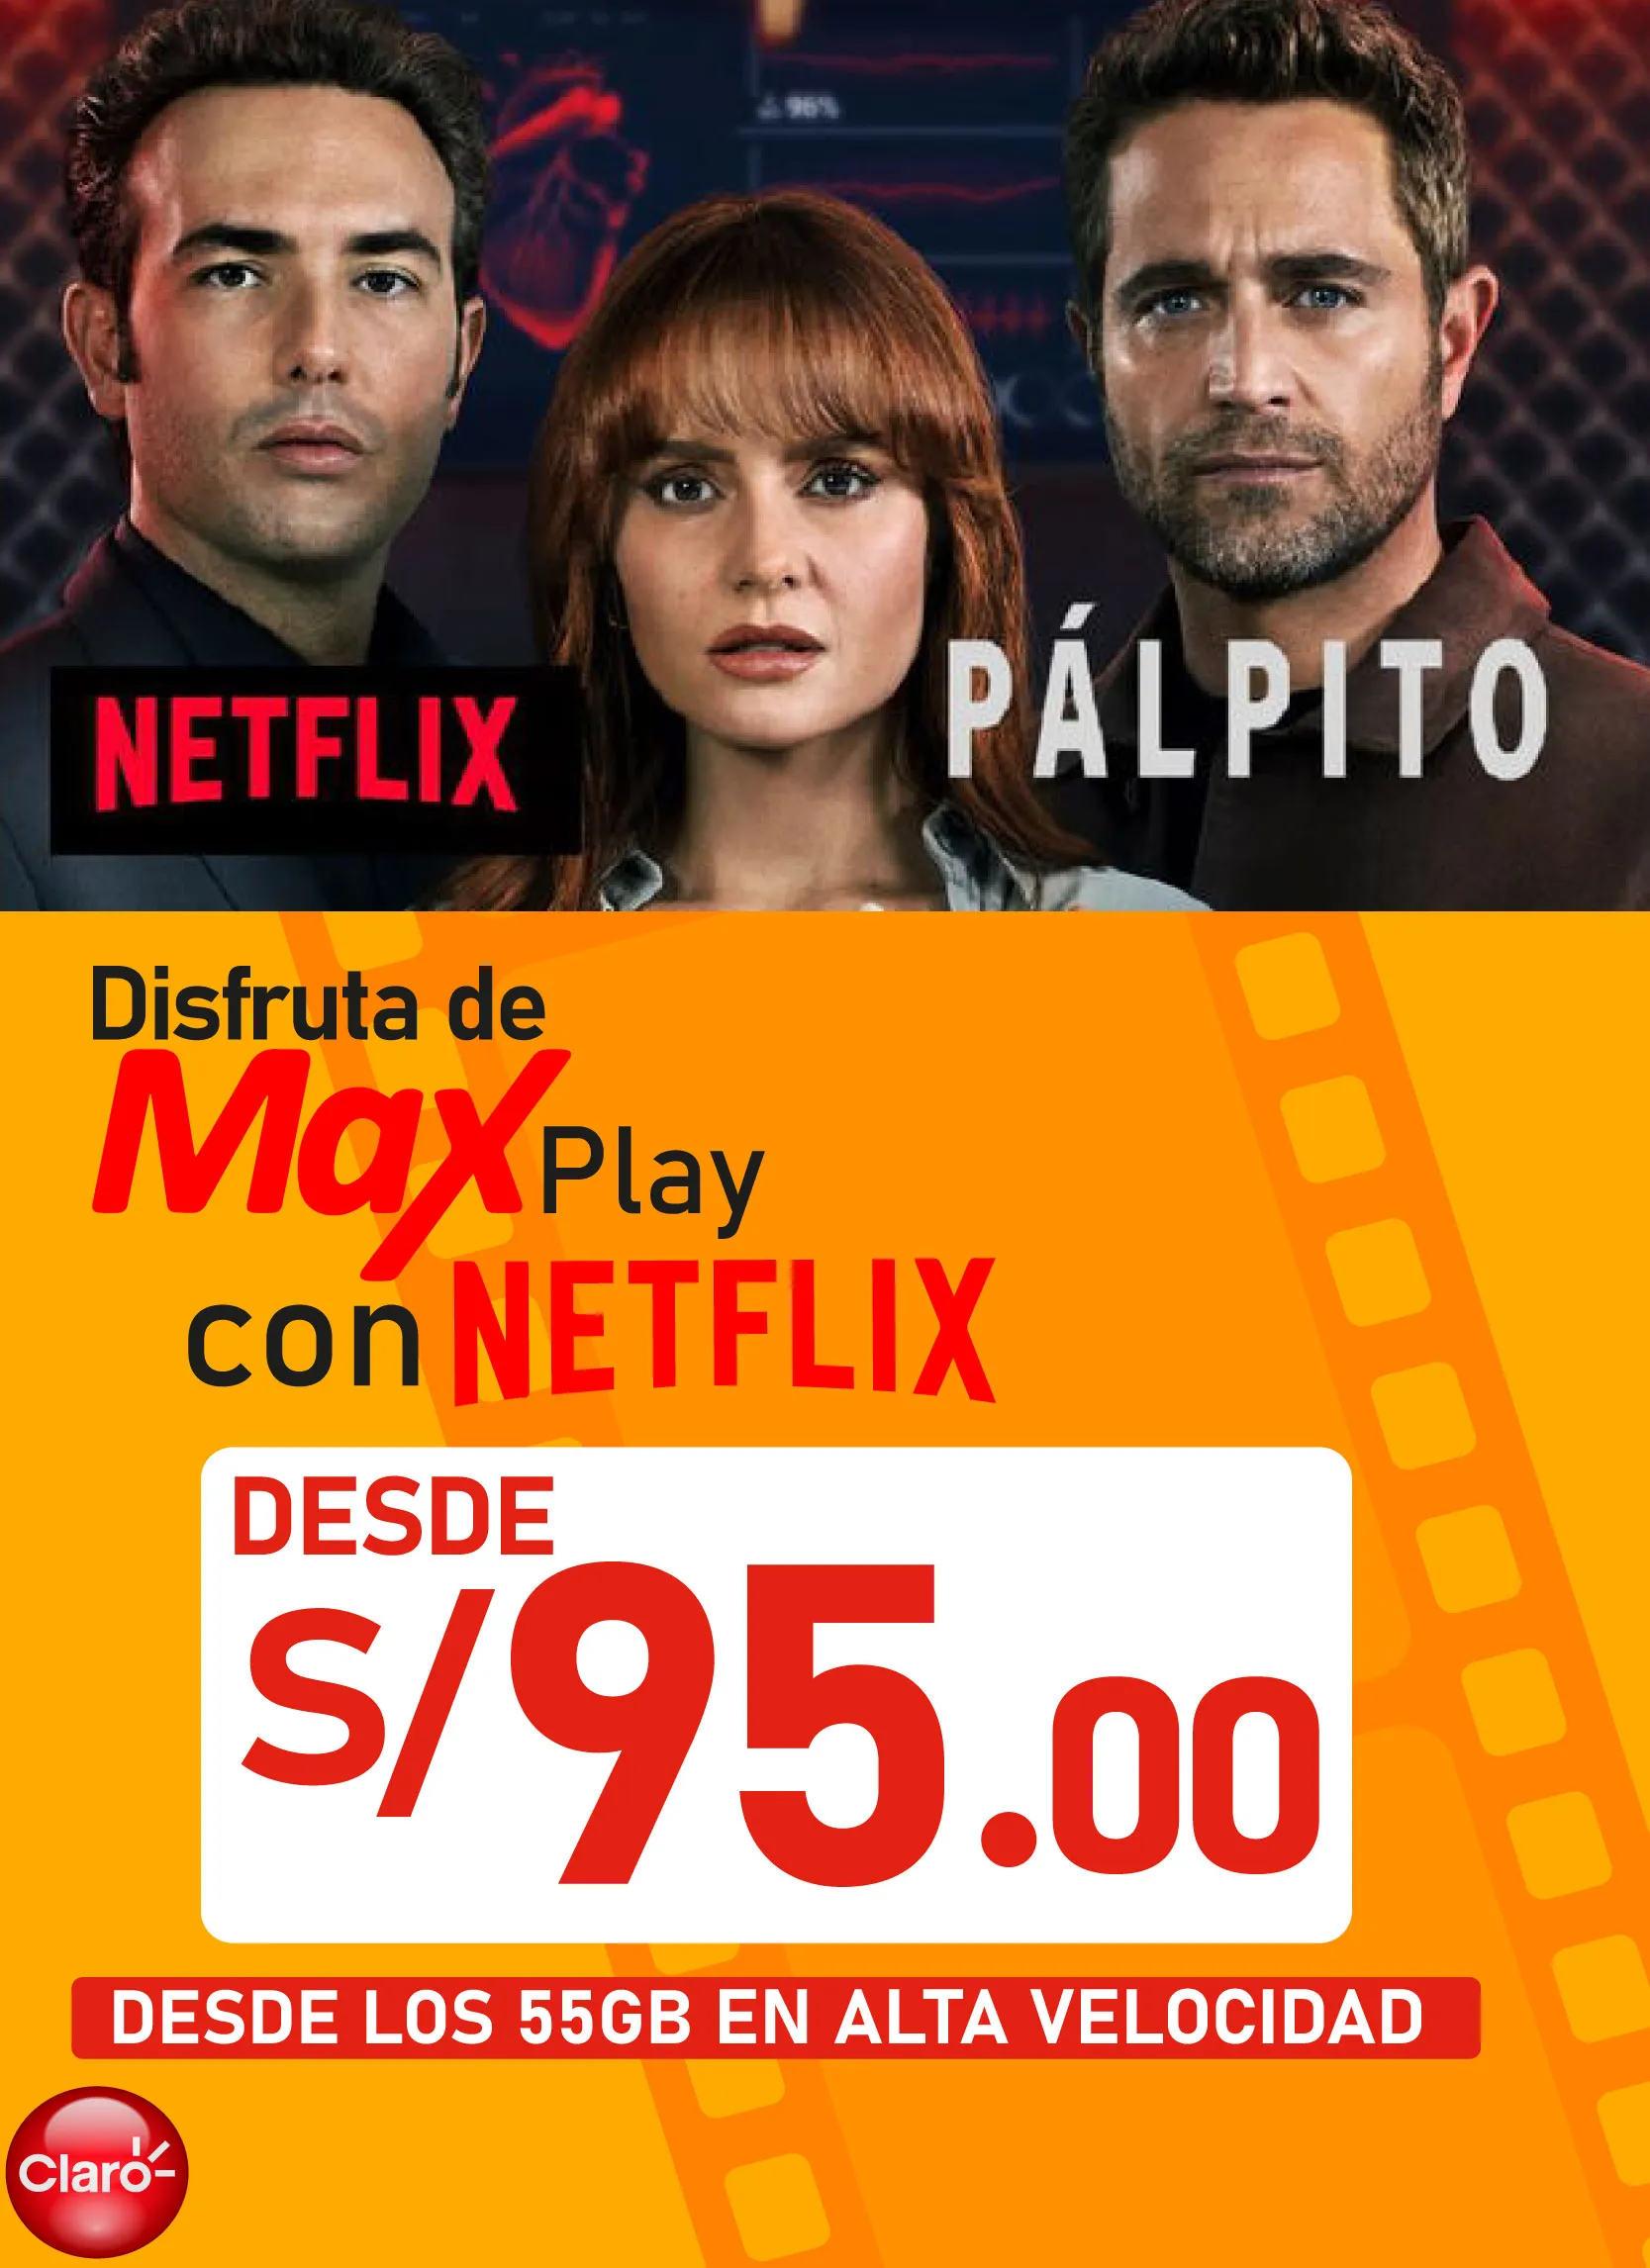 96%
NETFLIX
PÁLPITO
Disfruta de
Max Play
con NETFLIX
DESDE
S/95.00
DESDE LOS 55GB EN ALTA VELOCIDAD
Claro